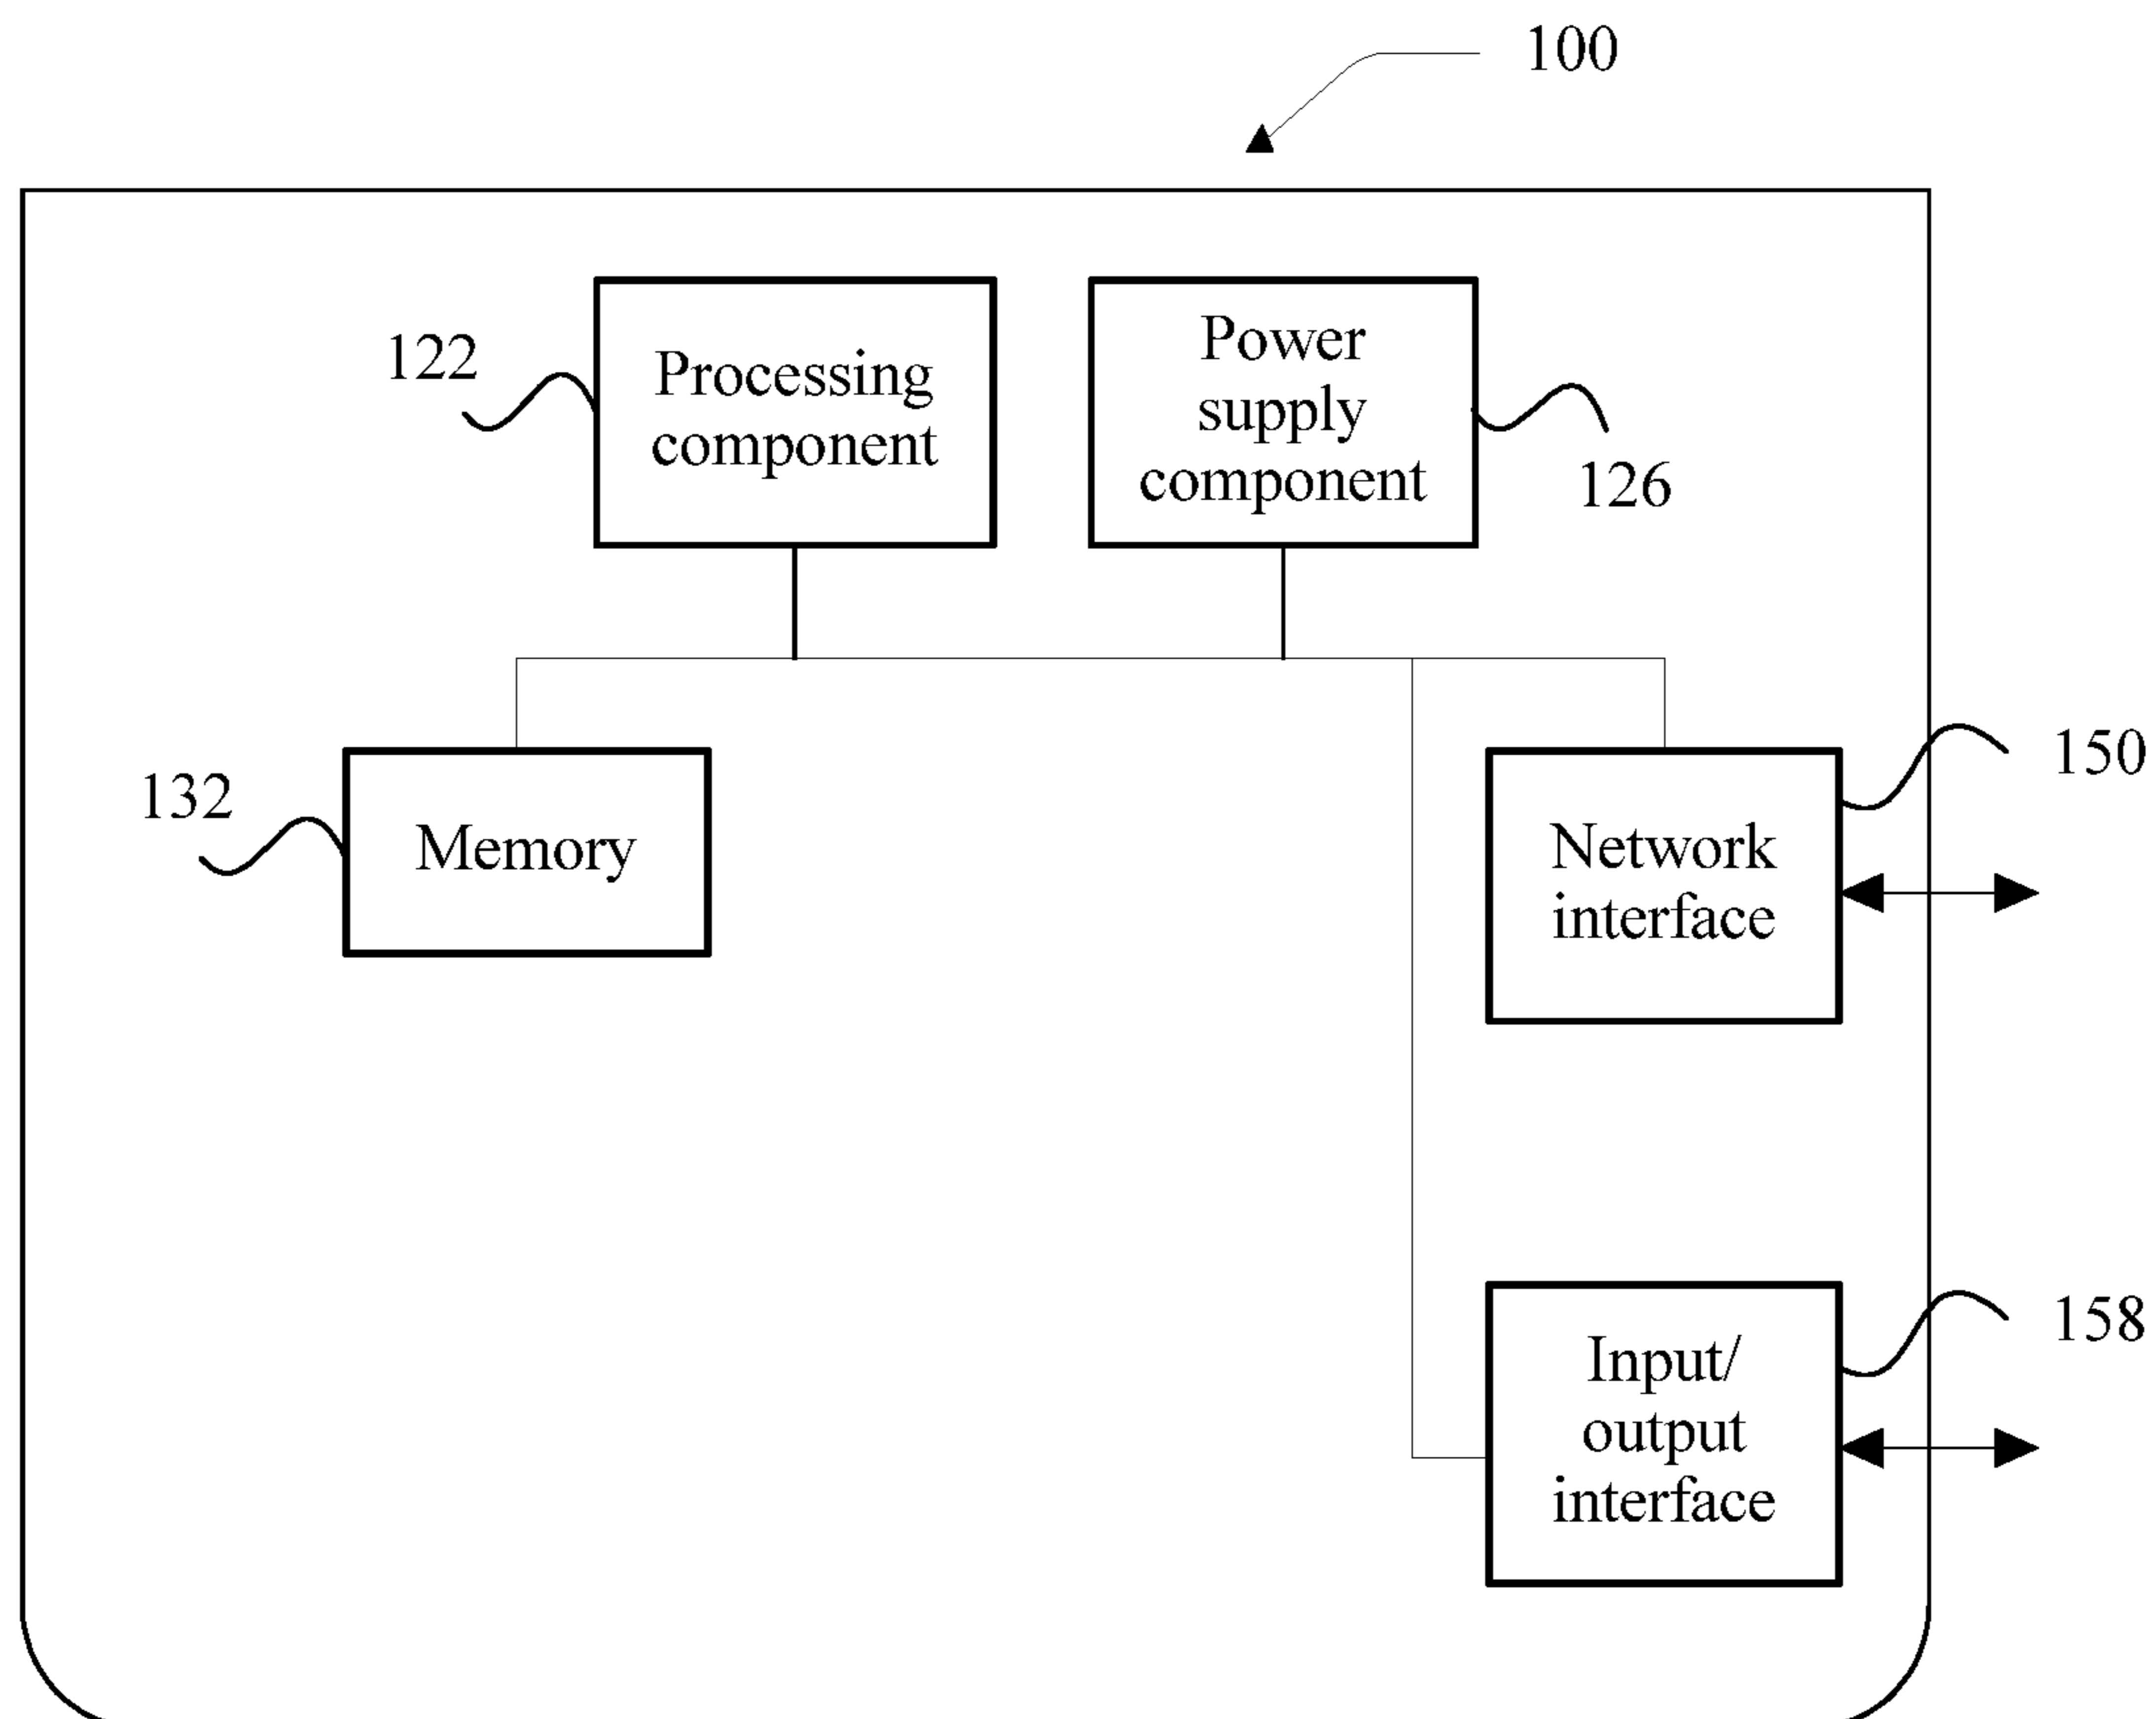 100
122
Processing
component
Power
supply
component
126
132
Memory
150
Network
interface
158
Input/
output
interface